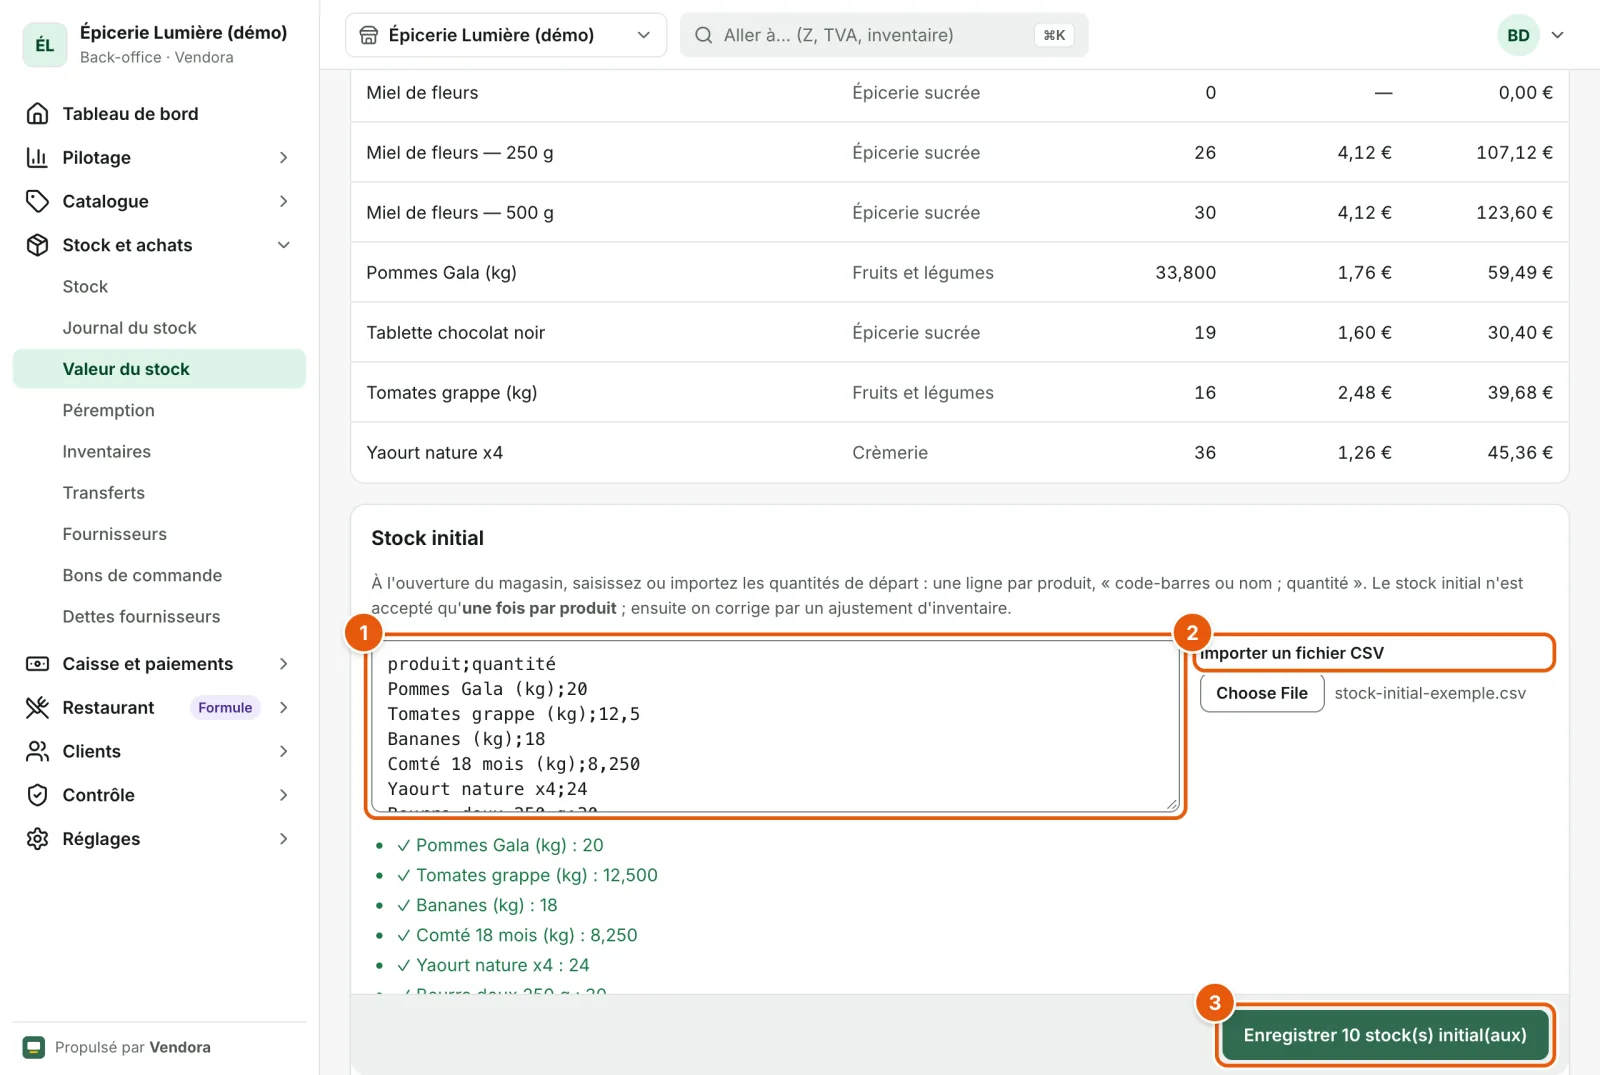 ÉL
Épicerie Lumière (démo)
Back-office · Vendora
Épicerie Lumière (démo)
Aller à... (Z, TVA, inventaire)
⌘K
BD
Tableau de bord
Pilotage
Catalogue
Stock et achats
Stock
Journal du stock
Valeur du stock
Péremption
Inventaires
Transferts
Fournisseurs
Bons de commande
Dettes fournisseurs
Caisse et paiements
Restaurant Formule
Clients
Contrôle
Réglages
Propulsé par Vendora
Miel de fleurs Épicerie sucrée 0 — 0,00 €
Miel de fleurs — 250 g Épicerie sucrée 26 4,12 € 107,12 €
Miel de fleurs — 500 g Épicerie sucrée 30 4,12 € 123,60 €
Pommes Gala (kg) Fruits et légumes 33,800 1,76 € 59,49 €
Tablette chocolat noir Épicerie sucrée 19 1,60 € 30,40 €
Tomates grappe (kg) Fruits et légumes 16 2,48 € 39,68 €
Yaourt nature x4 Crèmerie 36 1,26 € 45,36 €
Stock initial
À l'ouverture du magasin, saisissez ou importez les quantités de départ : une ligne par produit, « code-barres ou nom ; quantité ». Le stock initial n'est
accepté qu'une fois par produit ; ensuite on corrige par un ajustement d'inventaire.
1
produit;quantité
Pommes Gala (kg);20
Tomates grappe (kg);12,5
Bananes (kg);18
Comté 18 mois (kg);8,250
Yaourt nature x4;24
Beurre doux 250 g;30
2
Importer un fichier CSV
Choose File stock-initial-exemple.csv
✓ Pommes Gala (kg) : 20
✓ Tomates grappe (kg) : 12,500
✓ Bananes (kg) : 18
✓ Comté 18 mois (kg) : 8,250
✓ Yaourt nature x4 : 24
✓ Beurre doux 250 g : 30
3
Enregistrer 10 stock(s) initial(aux)